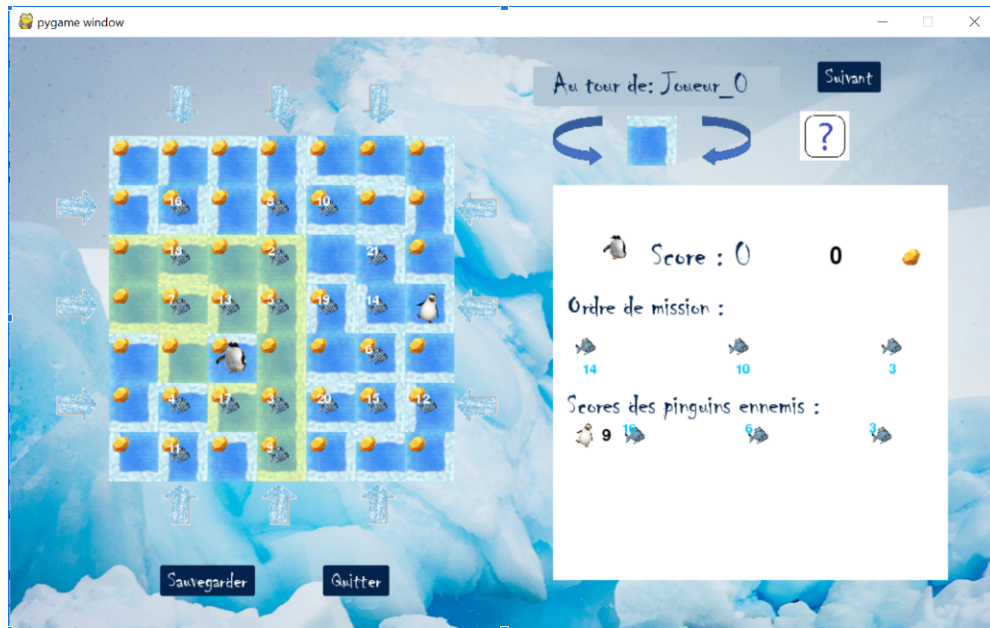 pygame window
Au tour de: Joueur_0
Suivant
?
16 3 10
18 2 21
7 13 5 19 14
6
4 17 3 20 15 12
11 9
Score : 0 0
Ordre de mission :
14 10 3
Scores des pinguins ennemis :
9 16 6 3
Sauvegarder Quitter